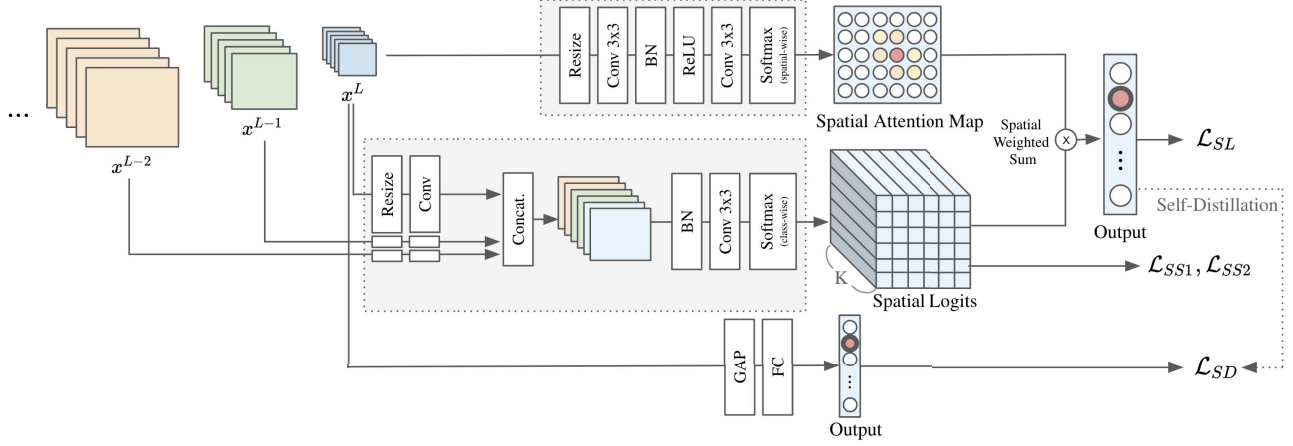 ...
x^{L-2}
x^{L-1}
x^{L}
Resize
Conv 3x3
BN
ReLU
Conv 3x3
Softmax
(spatial-wise)
Spatial Attention Map
Spatial
Weighted
Sum
x
⋮
Output
ℒ_{SL}
Self-Distillation
Resize
Conv
Concat.
BN
Conv 3x3
Softmax
(class-wise)
K
Spatial Logits
ℒ_{SS1}, ℒ_{SS2}
GAP
FC
⋮
Output
ℒ_{SD}